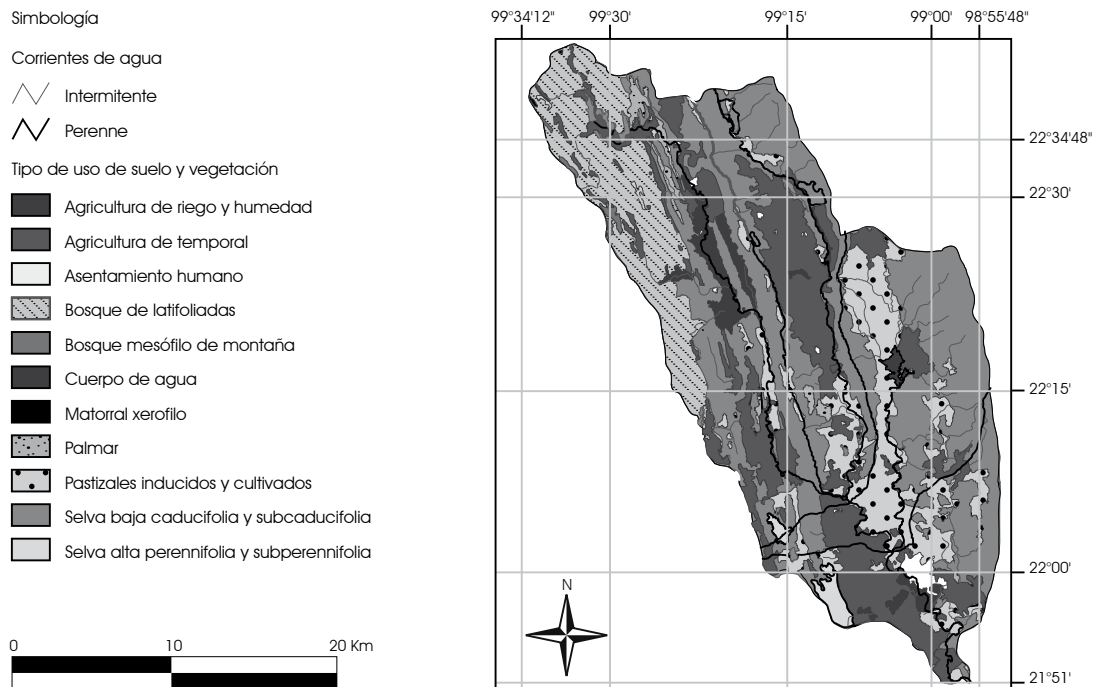 Simbología
Corrientes de agua
Intermitente
Perenne
Tipo de uso de suelo y vegetación
Agricultura de riego y humedad
Agricultura de temporal
Asentamiento humano
Bosque de latifoliadas
Bosque mesófilo de montaña
Cuerpo de agua
Matorral xerofilo
Palmar
Pastizales inducidos y cultivados
Selva baja caducifolia y subcaducifolia
Selva alta perennifolia y subperennifolia
0 10 20 Km
99°34'12" 99°30' 99°15' 99°00' 98°55'48"
22°34'48"
22°30'
22°15'
22°00'
21°51'
N